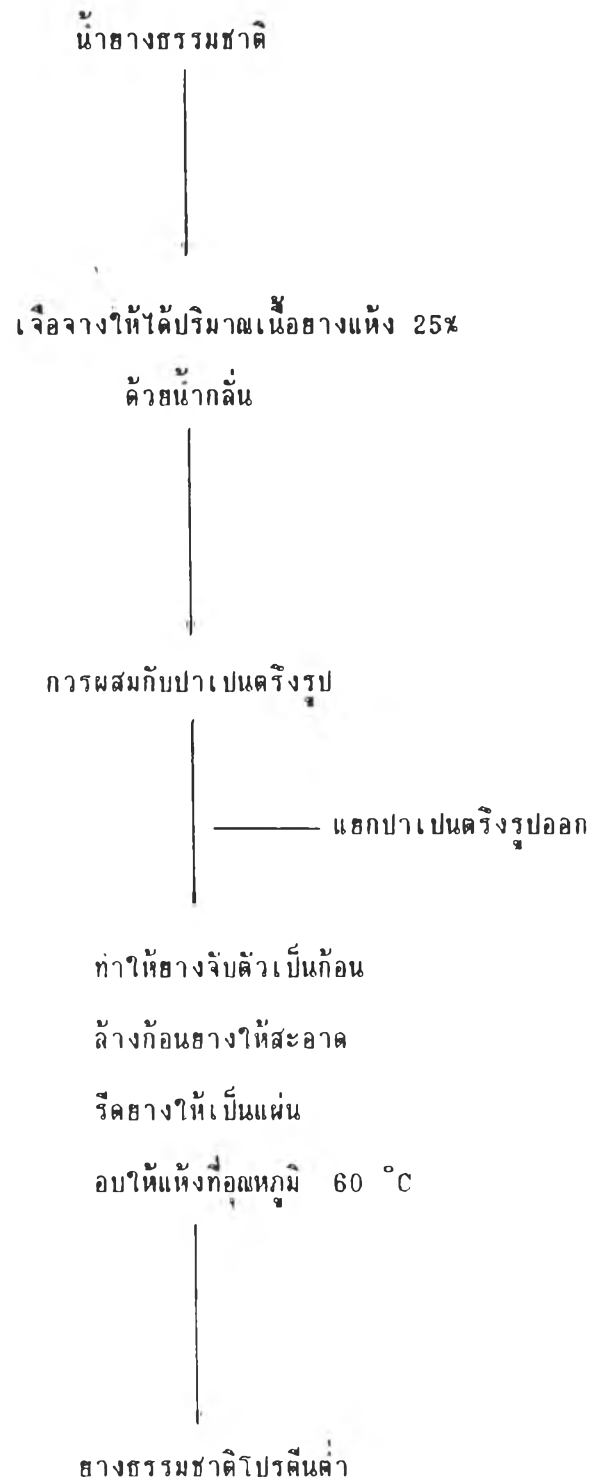 น้ำยางธรรมชาติ
เจือจางให้ได้ปริมาณเนื้อยางแห้ง 25%
ด้วยน้ำกลั่น
กวรผสมกับปาเปนตรึงรูป
แยกปาเปนตรึงรูปออก
ทำให้ยางจับตัวเป็นก้อน
ล้างก้อนยางให้สะอาด
รีดยางให้เป็นแผ่น
อบให้แห้งที่อุณหภูมิ 60 °C
ยางธรรมชาติโปรตีนต่ำ